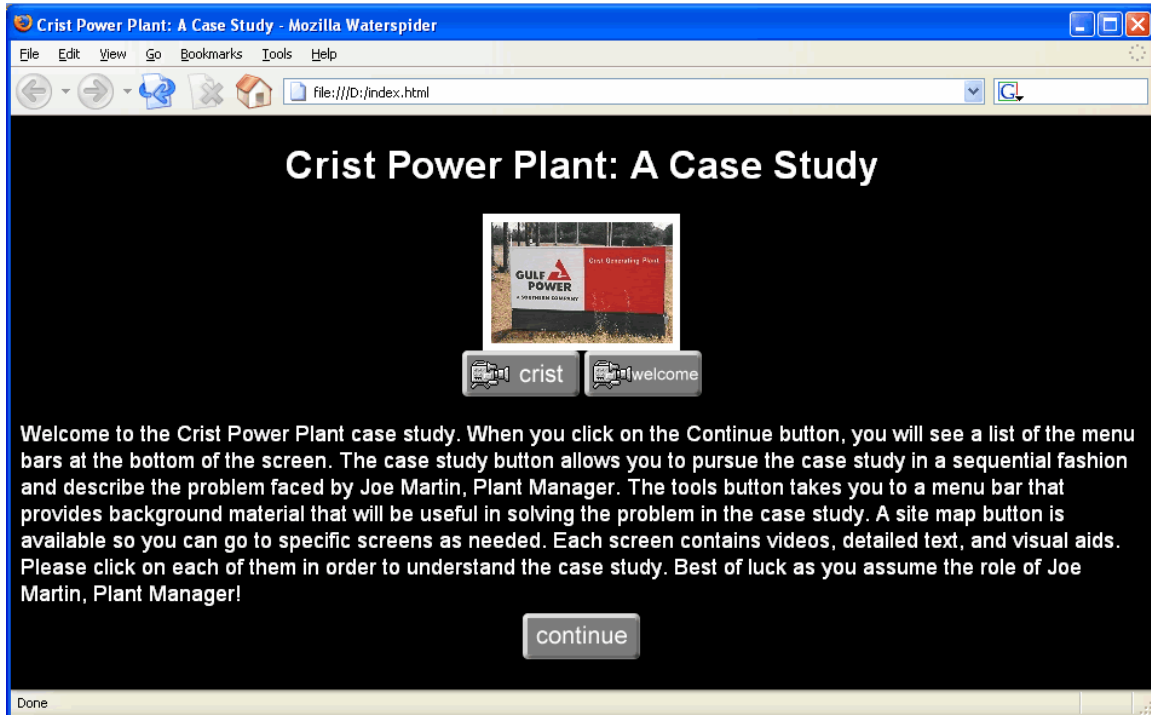 Crist Power Plant: A Case Study - Mozilla Waterspider
File Edit View Go Bookmarks Tools Help
file:///D:/index.html
G
Crist Power Plant: A Case Study
GULF POWER
A SOUTHERN COMPANY
Crist Generating Plant
crist
welcome
Welcome to the Crist Power Plant case study. When you click on the Continue button, you will see a list of the menu
bars at the bottom of the screen. The case study button allows you to pursue the case study in a sequential fashion
and describe the problem faced by Joe Martin, Plant Manager. The tools button takes you to a menu bar that
provides background material that will be useful in solving the problem in the case study. A site map button is
available so you can go to specific screens as needed. Each screen contains videos, detailed text, and visual aids.
Please click on each of them in order to understand the case study. Best of luck as you assume the role of Joe
Martin, Plant Manager!
continue
Done